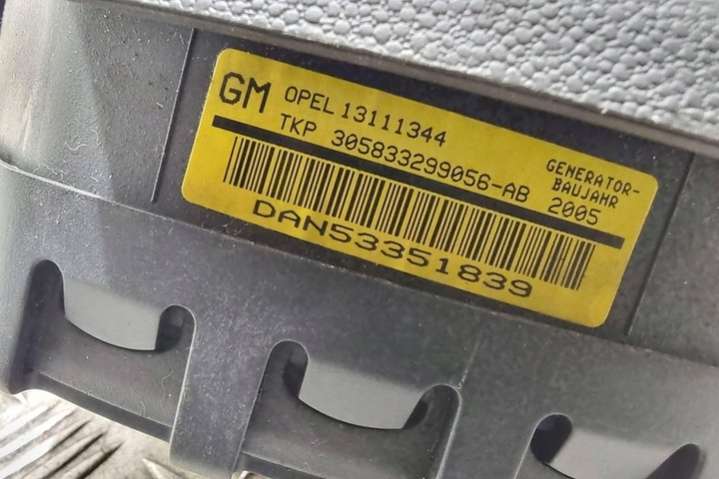 GM OPEL 13111344
TKP 305833299056-AB
GENERATOR-
BAUJAHR
2005
DAN53351839